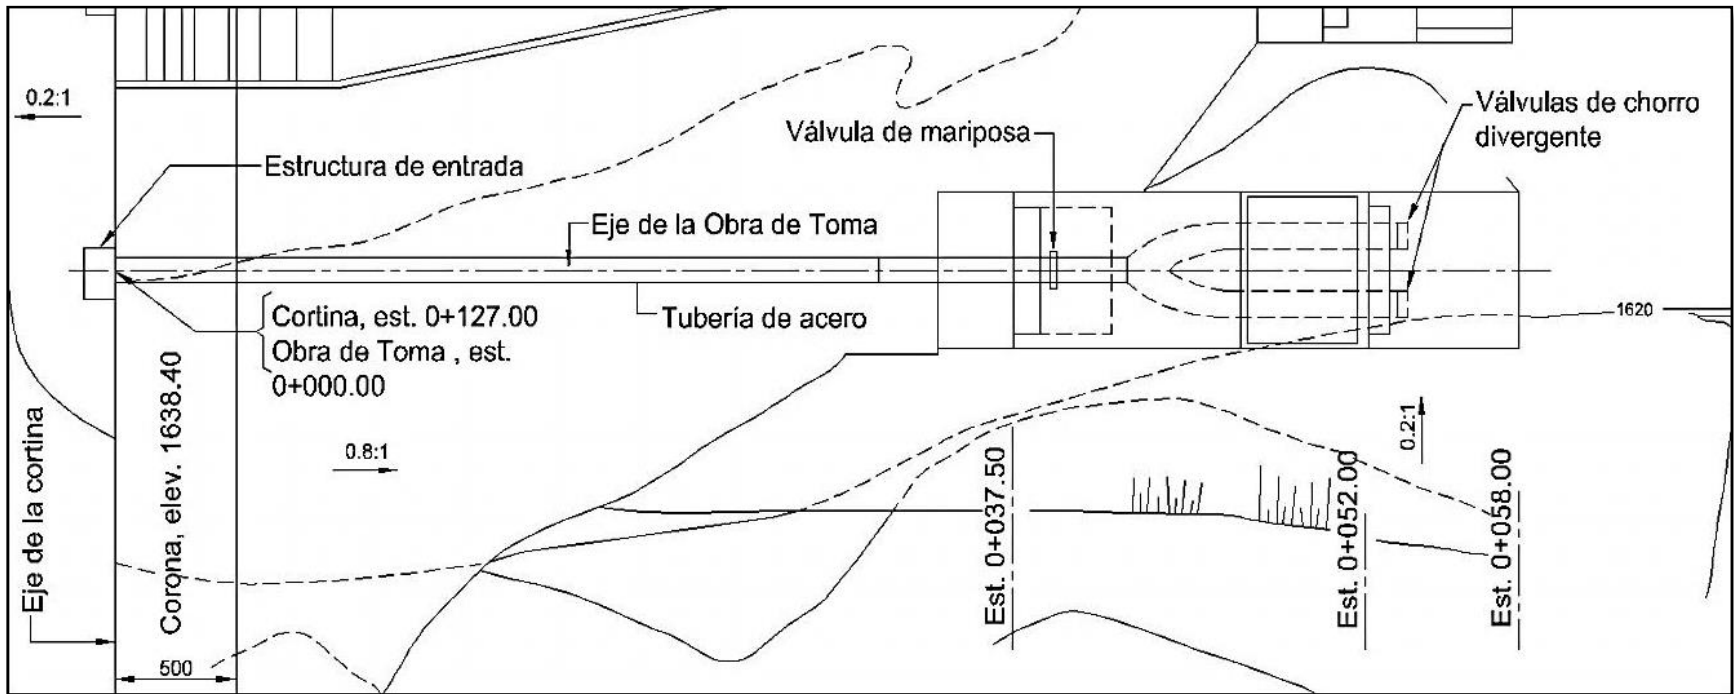 0.2:1
Estructura de entrada
Válvula de mariposa
Válvulas de chorro
divergente
Eje de la Obra de Toma
Cortina, est. 0+127.00
Obra de Toma , est.
0+000.00
Tubería de acero
1620
Eje de la cortina
Corona, elev. 1638.40
0.8:1
0.2:1
Est. 0+037.50
Est. 0+052.00
Est. 0+058.00
500